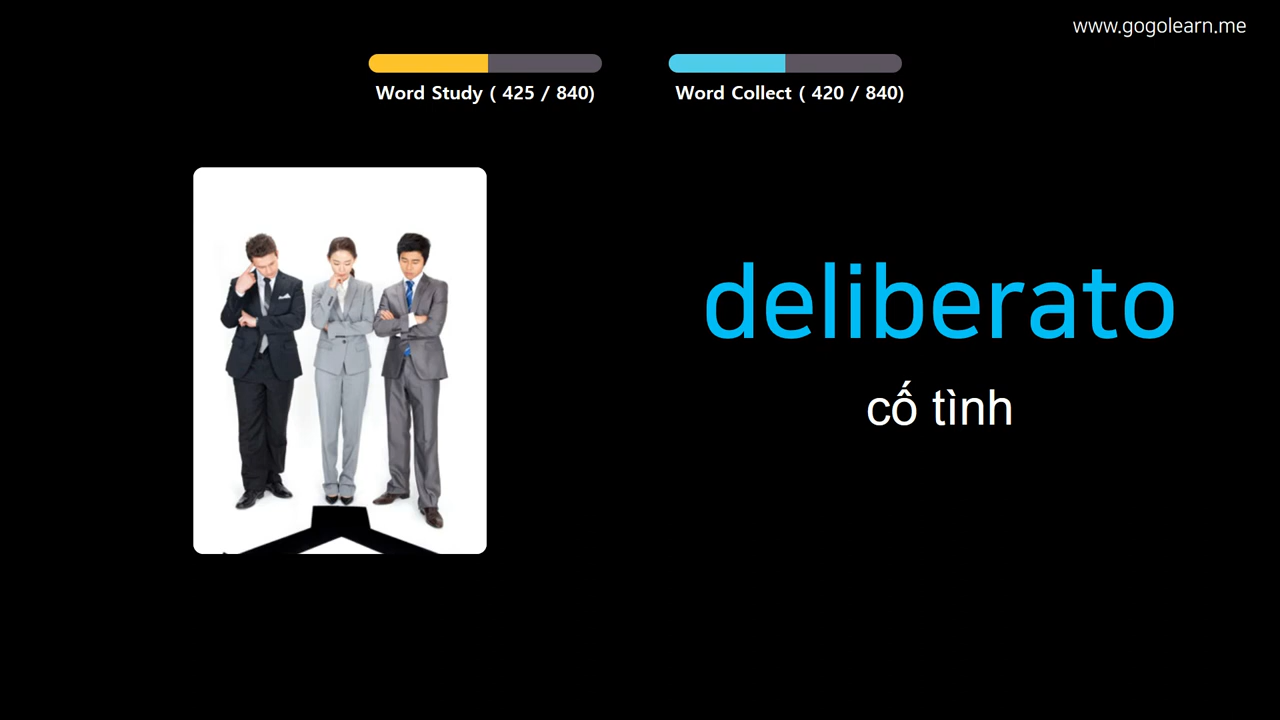 www.gogolearn.me
Word Study ( 425 / 840)
Word Collect ( 420 / 840)
deliberato
cố tình